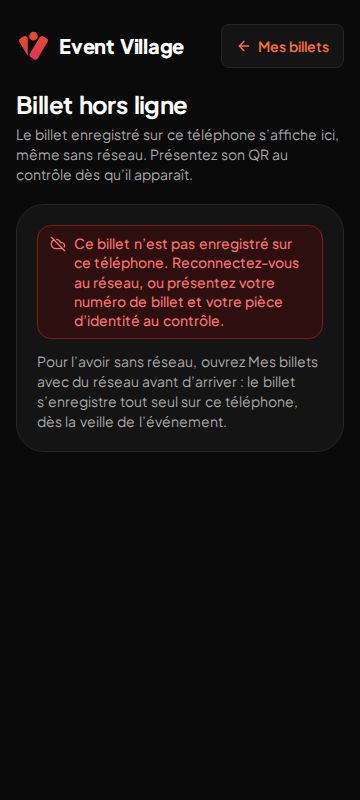 Event Village
Mes billets
Billet hors ligne
Le billet enregistré sur ce téléphone s’affiche ici,
même sans réseau. Présentez son QR au
contrôle dès qu’il apparaît.
Ce billet n’est pas enregistré sur
ce téléphone. Reconnectez-vous
au réseau, ou présentez votre
numéro de billet et votre pièce
d’identité au contrôle.
Pour l’avoir sans réseau, ouvrez Mes billets
avec du réseau avant d’arriver : le billet
s’enregistre tout seul sur ce téléphone,
dès la veille de l’événement.